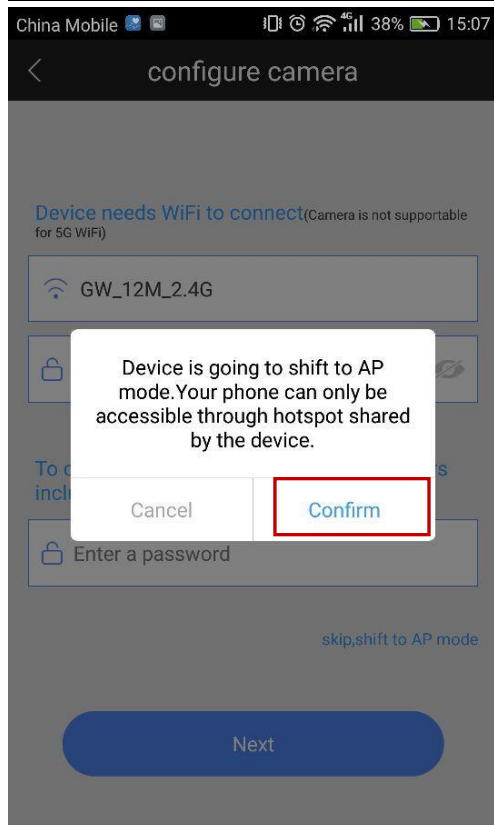 China Mobile 4G 38% 15:07
configure camera
Device needs WiFi to connect(Camera is not supportable
for 5G WiFi)
GW_12M_2.4G
Device is going to shift to AP
mode.Your phone can only be
accessible through hotspot shared
by the device.
To
Cancel Confirm
Enter a password
skip,shift to AP mode
Next